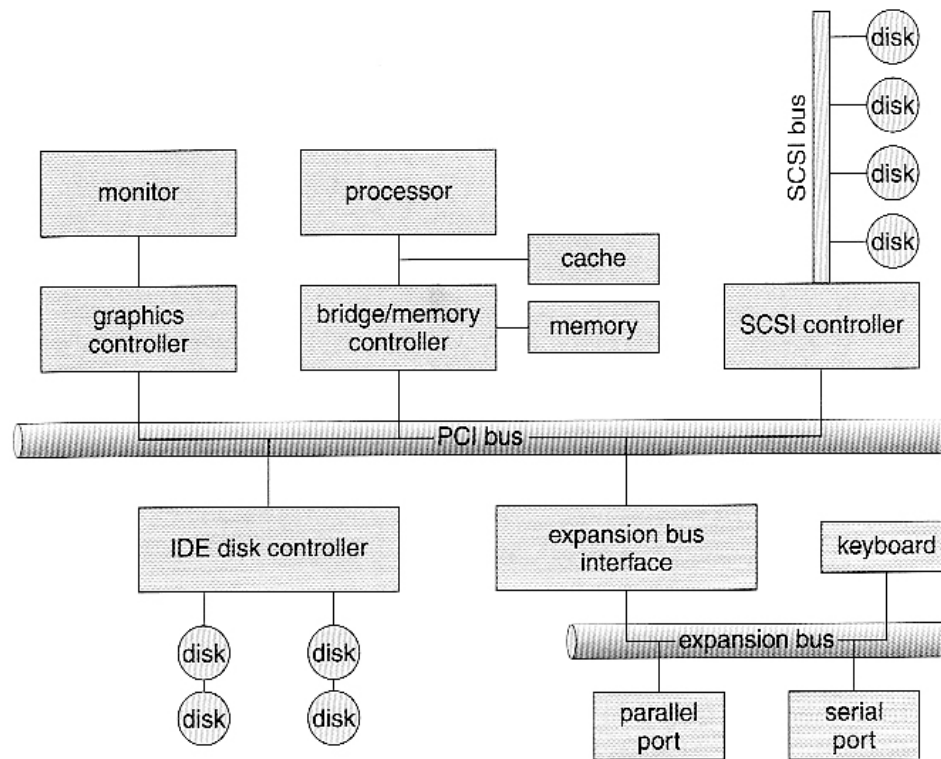 disk
disk
disk
disk
SCSI bus
monitor
processor
cache
graphics
controller
bridge/memory
controller
memory
SCSI controller
PCI bus
IDE disk controller
expansion bus
interface
keyboard
disk
disk
disk
disk
expansion bus
parallel
port
serial
port